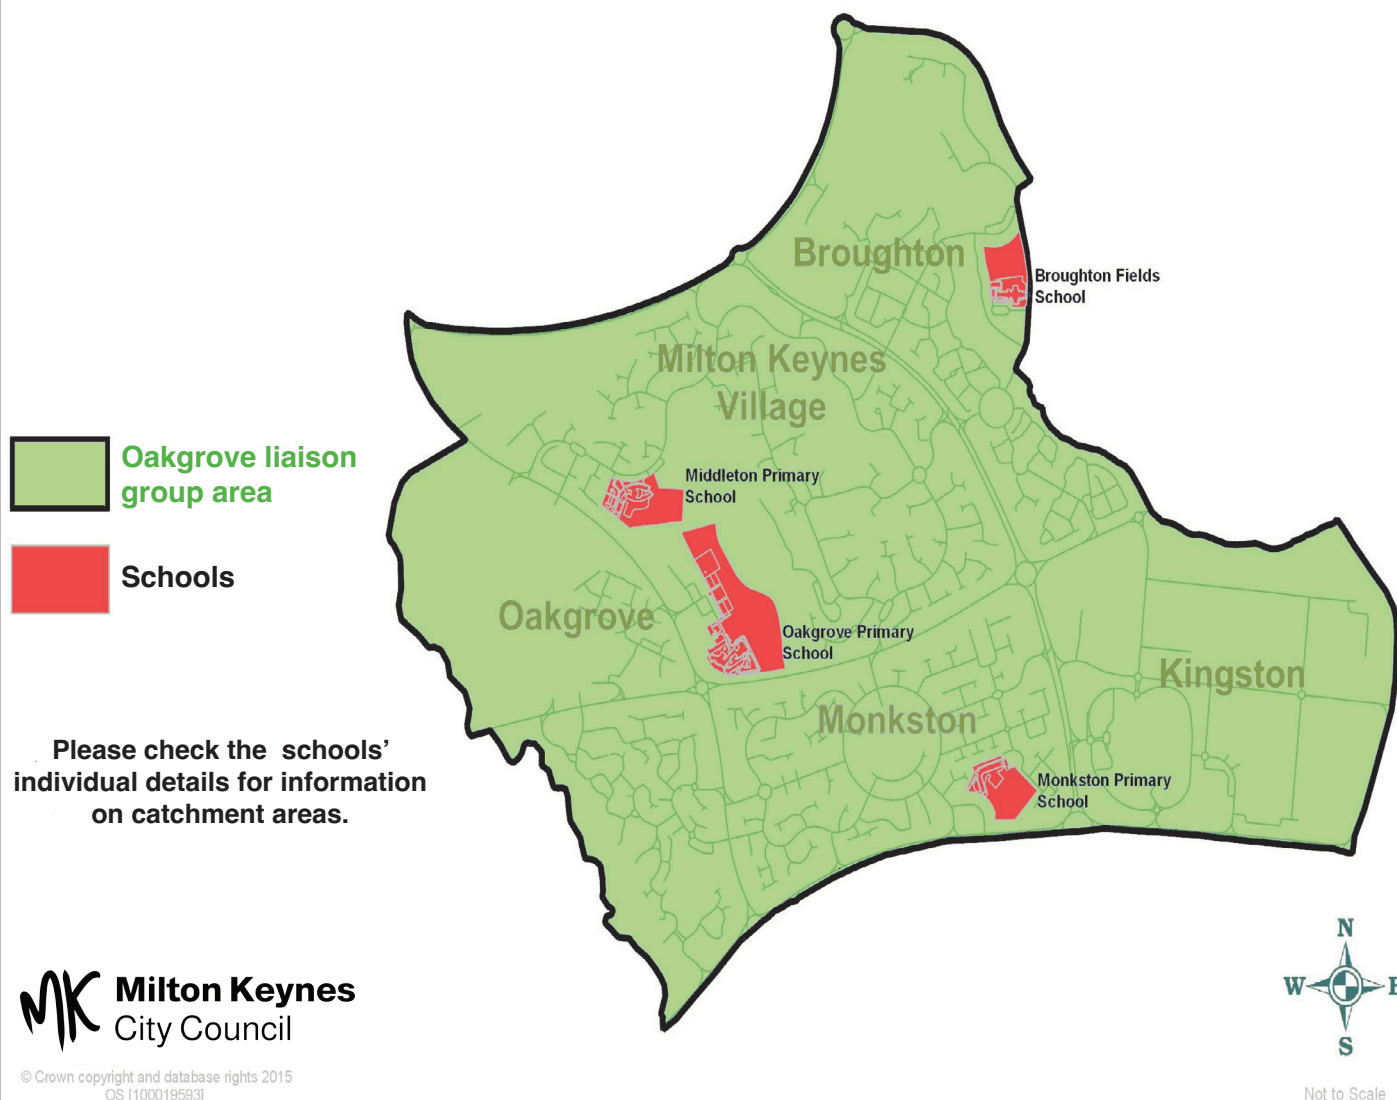 Broughton
Broughton Fields
School
Milton Keynes
Village
Oakgrove liaison
group area
Middleton Primary
School
Schools
Oakgrove
Oakgrove Primary
School
Kingston
Monkston
Please check the schools’
individual details for information
on catchment areas.
Monkston Primary
School
N
W E
S
MK Milton Keynes
City Council
© Crown copyright and database rights 2015
OS [100019593]
Not to Scale